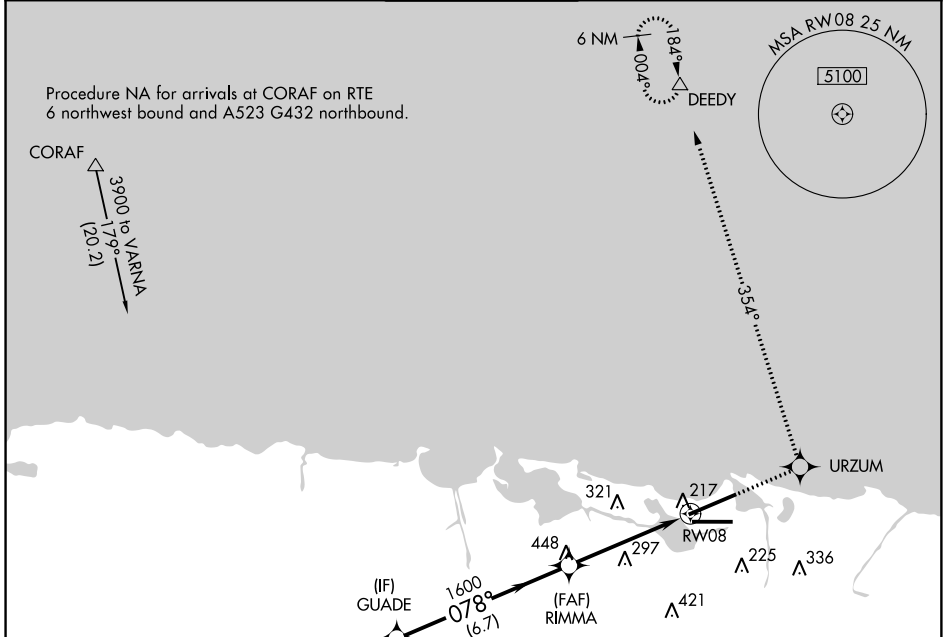 6 NM
184°
004°
DEEDY
MSA RW08 25 NM
5100
Procedure NA for arrivals at CORAF on RTE
6 northwest bound and A523 G432 northbound.
CORAF
3900 to VARNA
179°
(20.2)
354°
URZUM
321
217
RW08
448
297
225
336
(IF)
GUADE
1600
078°
(6.7)
(FAF)
RIMMA
421